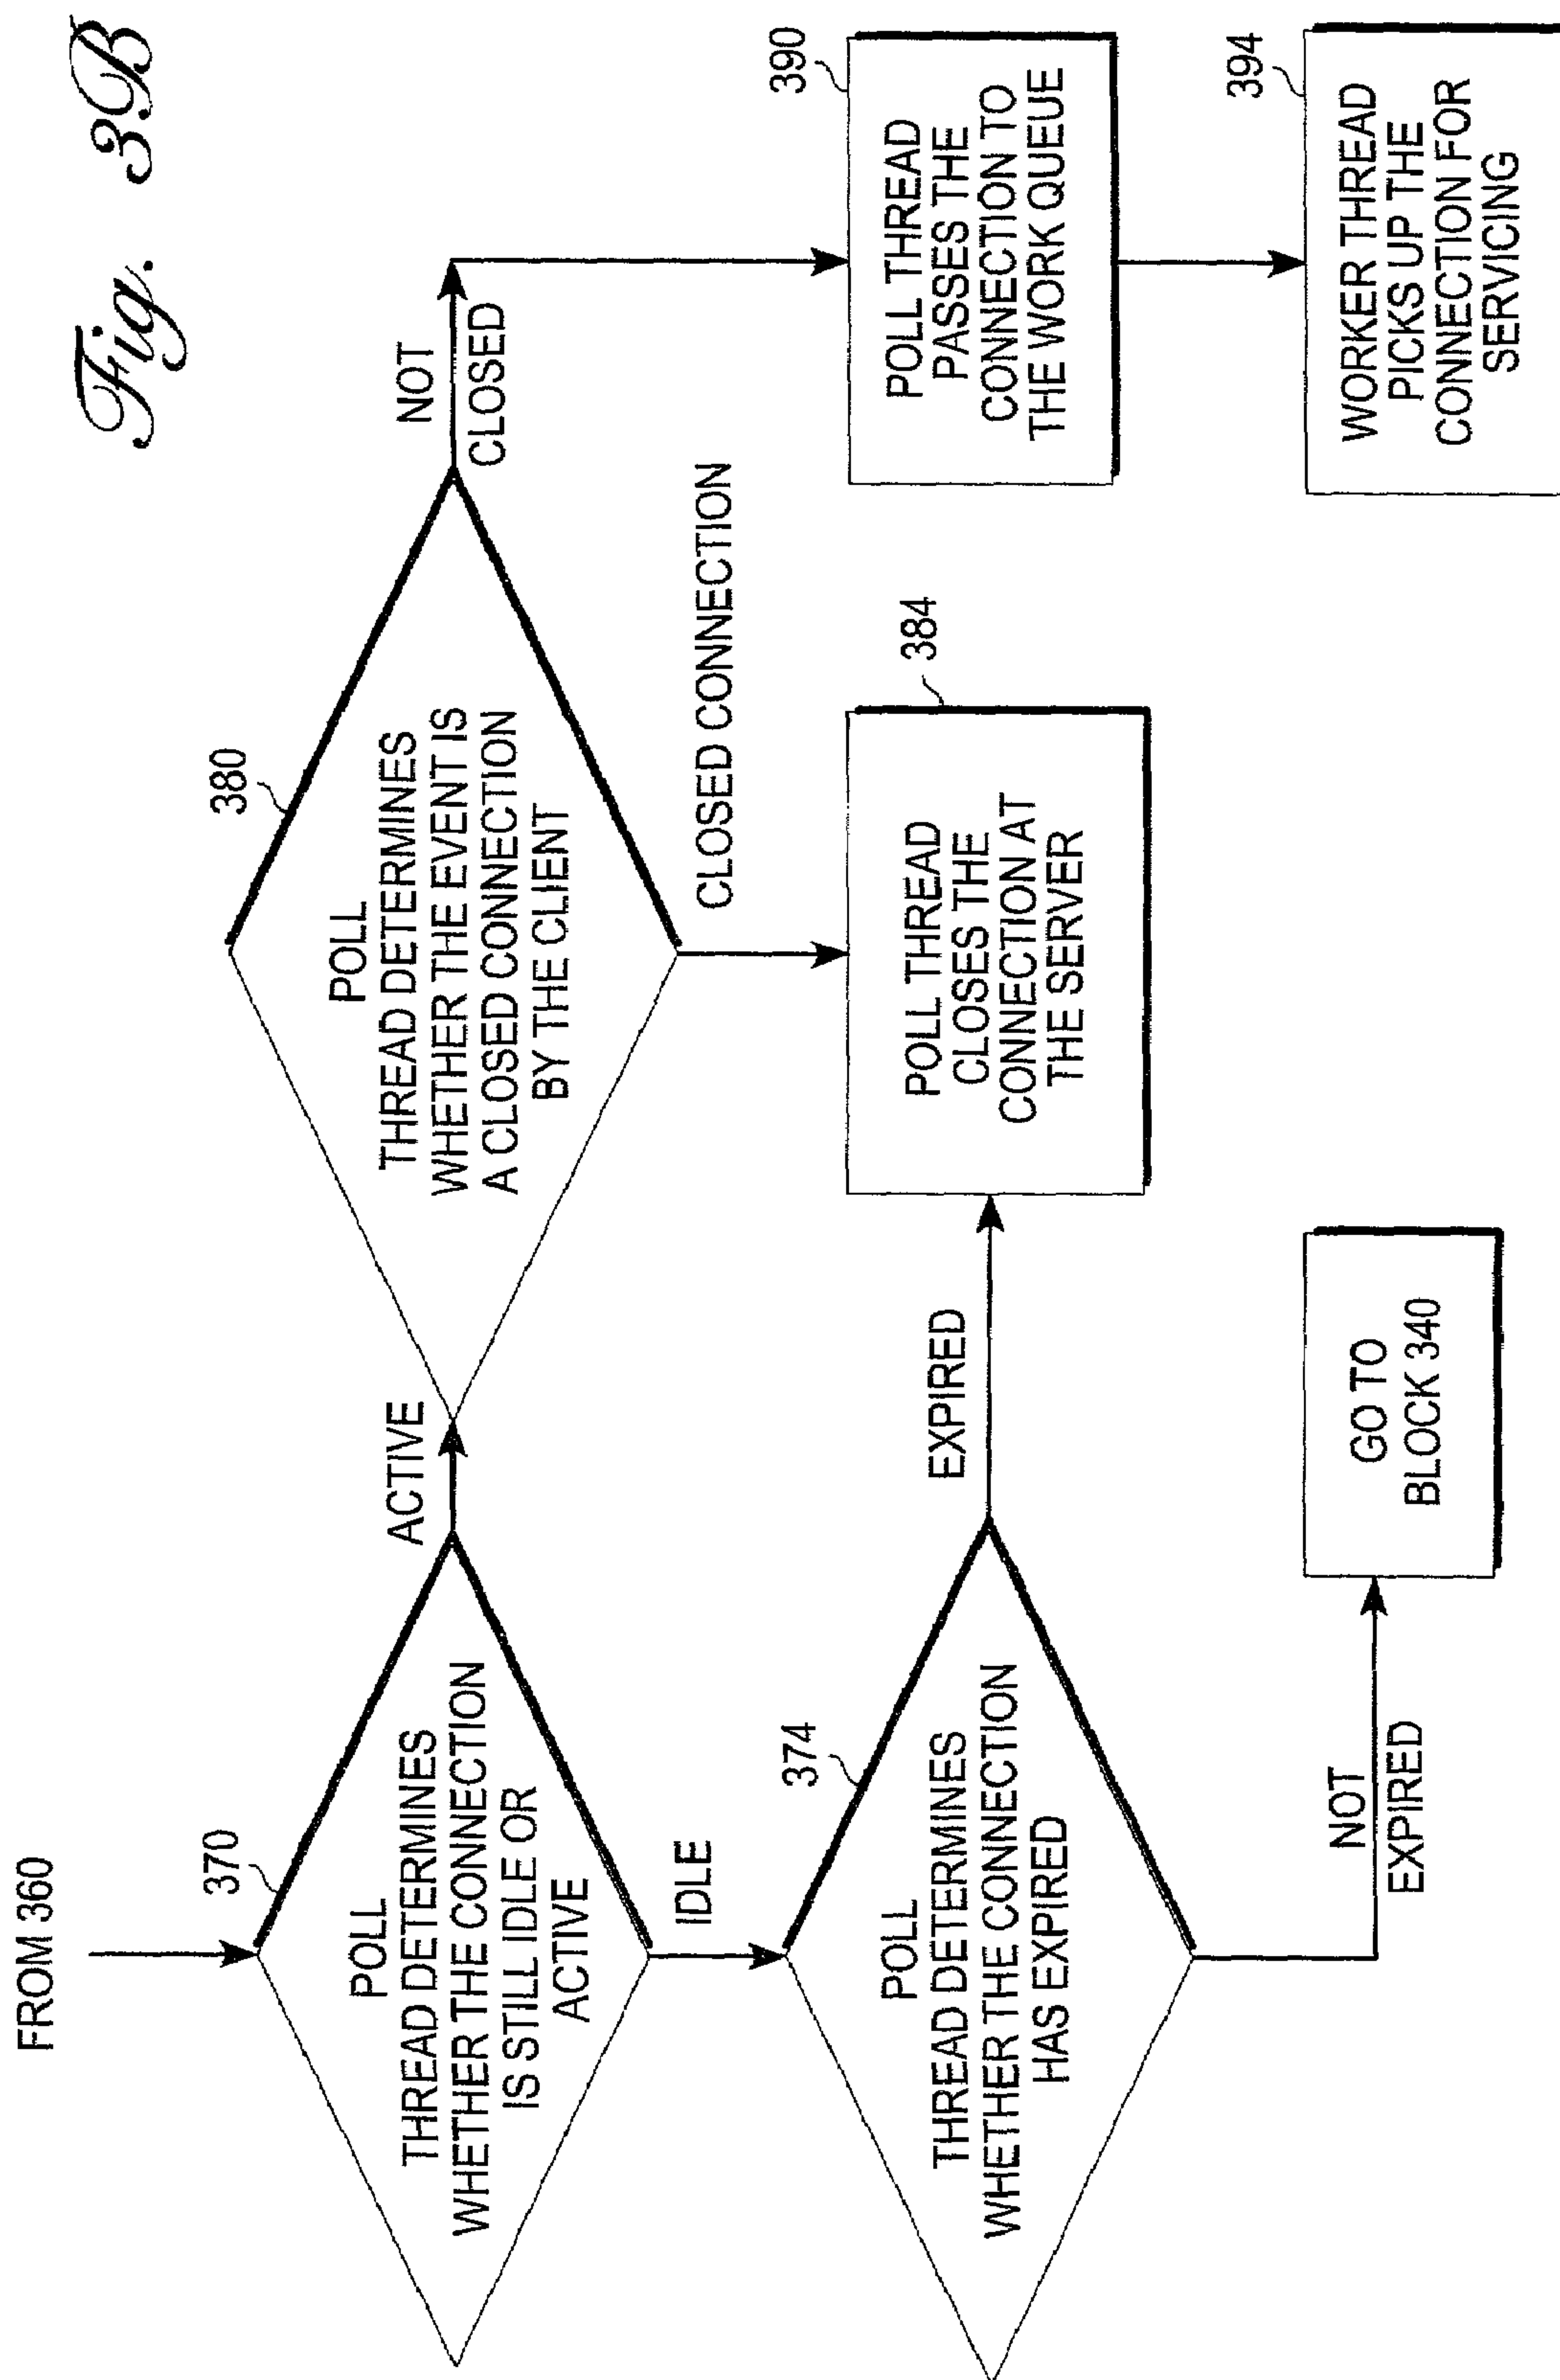 Fig. 3B
FROM 360
370
POLL
THREAD DETERMINES
WHETHER THE CONNECTION
IS STILL IDLE OR
ACTIVE
ACTIVE
380
POLL
THREAD DETERMINES
WHETHER THE EVENT IS
A CLOSED CONNECTION
BY THE CLIENT
NOT
CLOSED
IDLE
374
POLL
THREAD DETERMINES
WHETHER THE CONNECTION
HAS EXPIRED
EXPIRED
CLOSED CONNECTION
384
POLL THREAD
CLOSES THE
CONNECTION AT
THE SERVER
390
POLL THREAD
PASSES THE
CONNECTION TO
THE WORK QUEUE
NOT
EXPIRED
GO TO
BLOCK 340
394
WORKER THREAD
PICKS UP THE
CONNECTION FOR
SERVICING